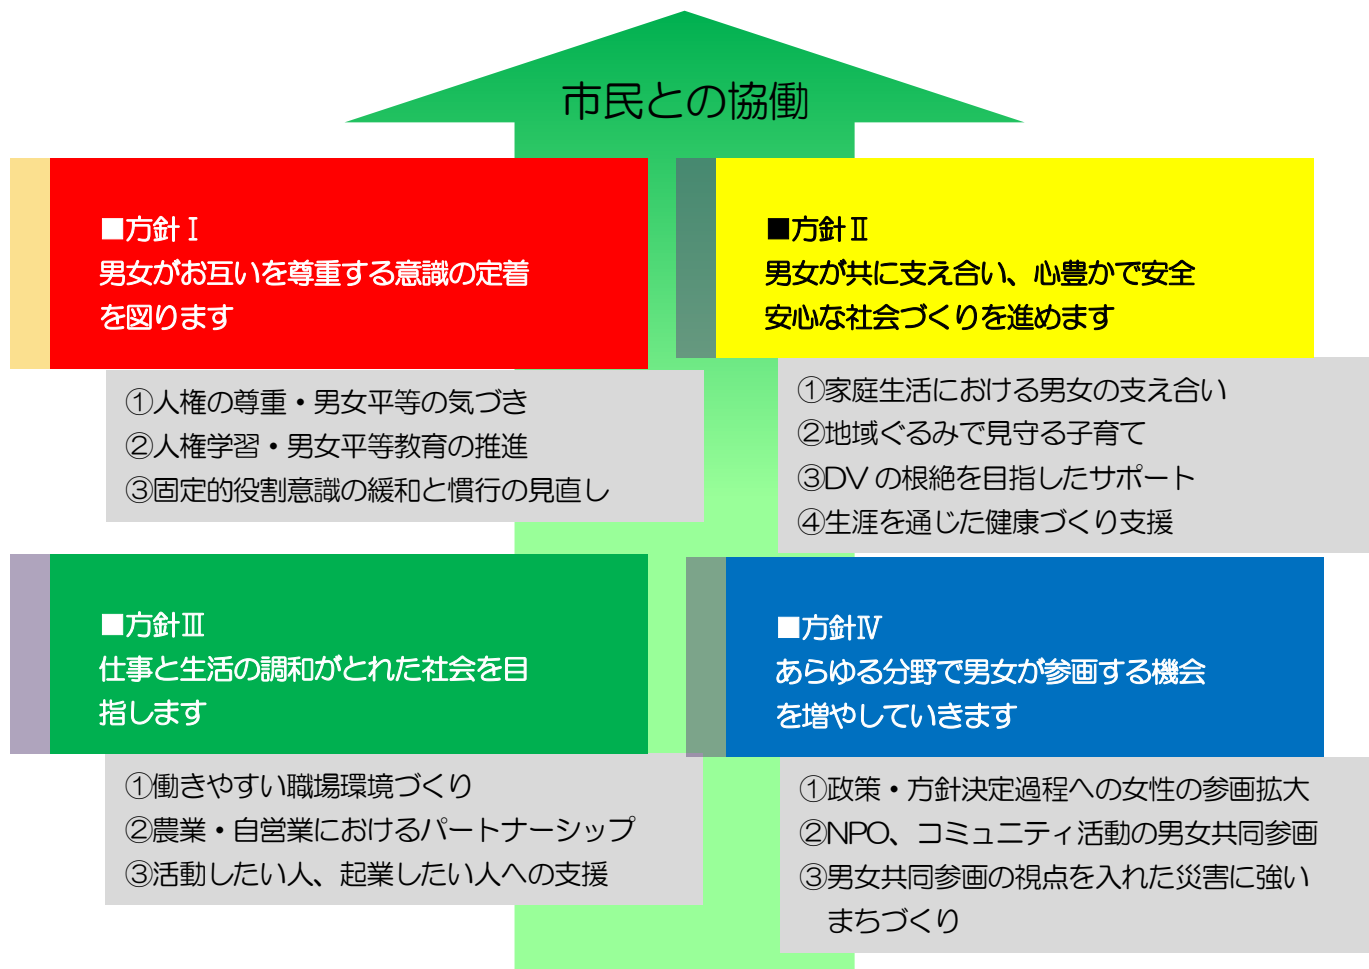 市民との協働
■方針Ⅰ
男女がお互いを尊重する意識の定着
を図ります
①人権の尊重・男女平等の気づき
②人権学習・男女平等教育の推進
③固定的役割意識の緩和と慣行の見直し
■方針Ⅱ
男女が共に支え合い、心豊かで安全
安心な社会づくりを進めます
①家庭生活における男女の支え合い
②地域ぐるみで見守る子育て
③DVの根絶を目指したサポート
④生涯を通じた健康づくり支援
■方針Ⅲ
仕事と生活の調和がとれた社会を目
指します
①働きやすい職場環境づくり
②農業・自営業におけるパートナーシップ
③活動したい人、起業したい人への支援
■方針Ⅳ
あらゆる分野で男女が参画する機会
を増やしていきます
①政策・方針決定過程への女性の参画拡大
②NPO、コミュニティ活動の男女共同参画
③男女共同参画の視点を入れた災害に強い
まちづくり